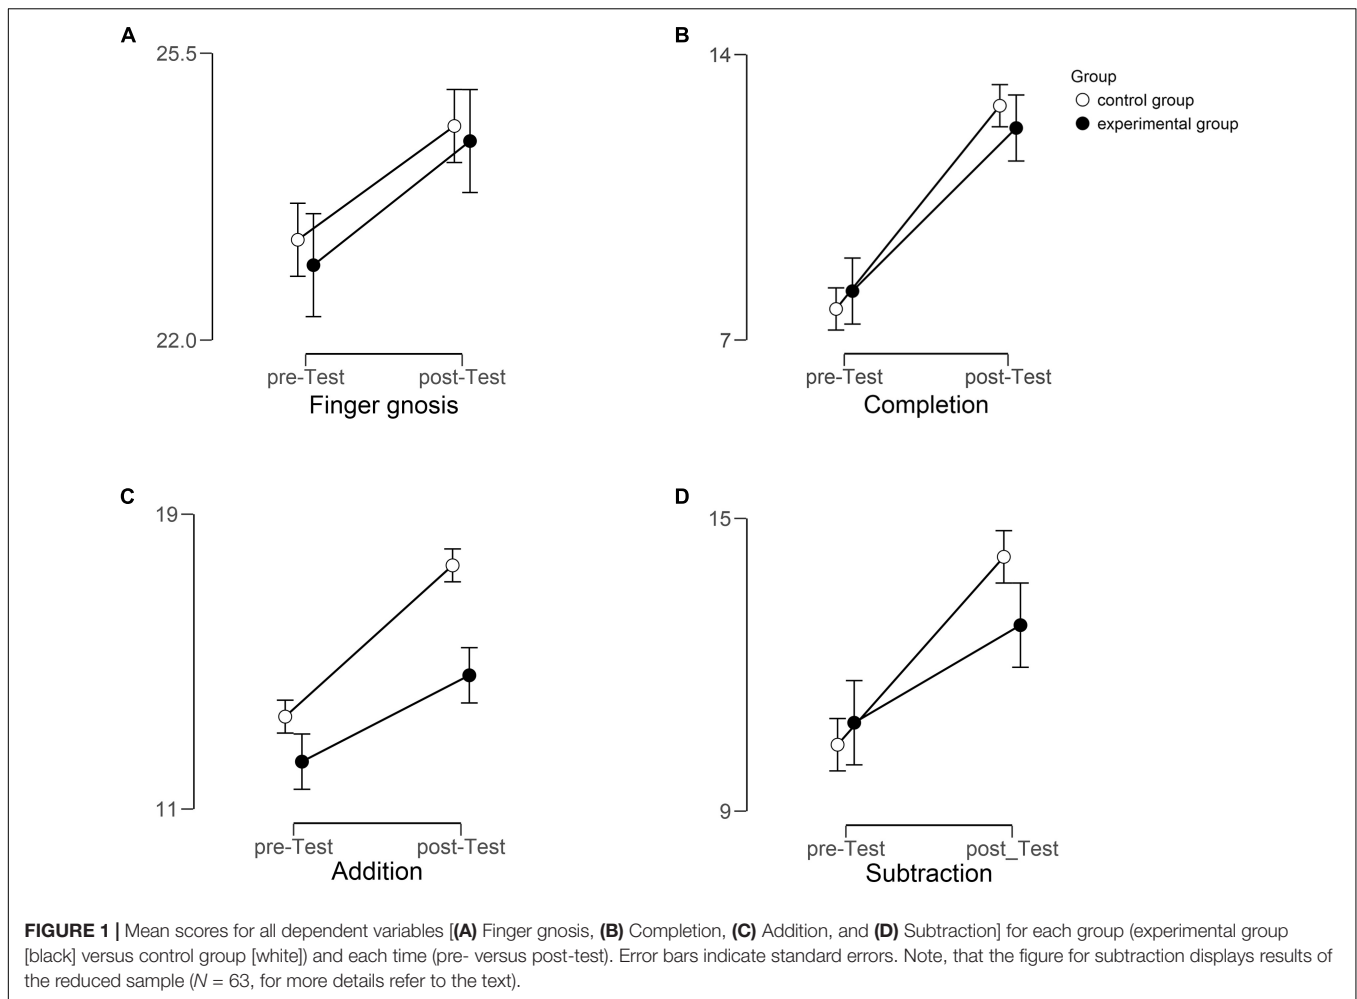 A
25.5
22.0
pre-Test post-Test
Finger gnosis
B
14
7
pre-Test post-Test
Completion
Group
control group
experimental group
C
19
11
pre-Test post-Test
Addition
D
15
9
pre-Test post_Test
Subtraction
FIGURE 1 | Mean scores for all dependent variables [(A) Finger gnosis, (B) Completion, (C) Addition, and (D) Subtraction] for each group (experimental group
[black] versus control group [white]) and each time (pre- versus post-test). Error bars indicate standard errors. Note, that the figure for subtraction displays results of
the reduced sample (N = 63, for more details refer to the text).